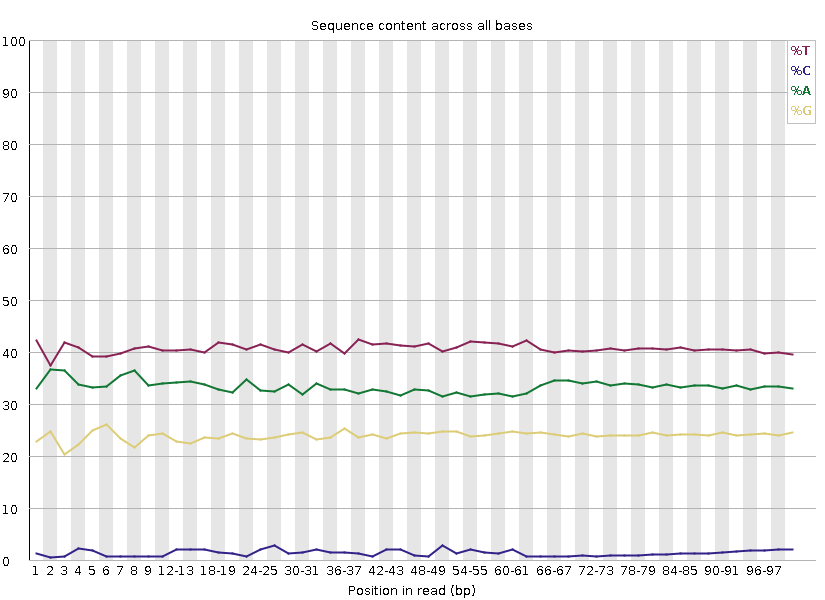 Sequence content across all bases
100
90
80
70
60
50
40
30
20
10
0
%T
%C
%A
%G
1 2 3 4 5 6 7 8 9 12-13 18-19 24-25 30-31 36-37 42-43 48-49 54-55 60-61 66-67 72-73 78-79 84-85 90-91 96-97
Position in read (bp)